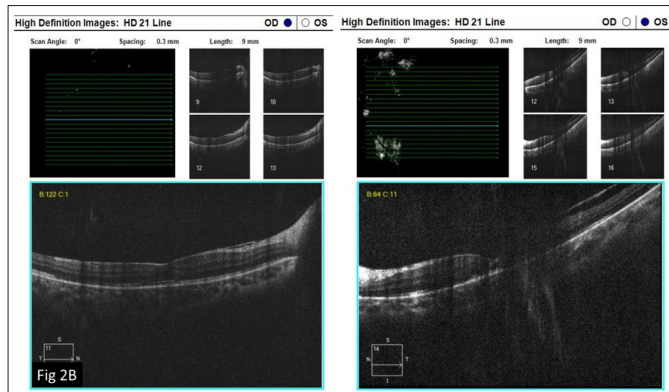 High Definition Images: HD 21 Line OD OS
Scan Angle: 0° Spacing: 0.3 mm Length: 9 mm
9
10
12
13
B:122 C:1
S
11
T N
Fig 2B
High Definition Images: HD 21 Line OD OS
Scan Angle: 0° Spacing: 0.3 mm Length: 9 mm
12
13
15
16
B:64 C:11
S
14
N T
I